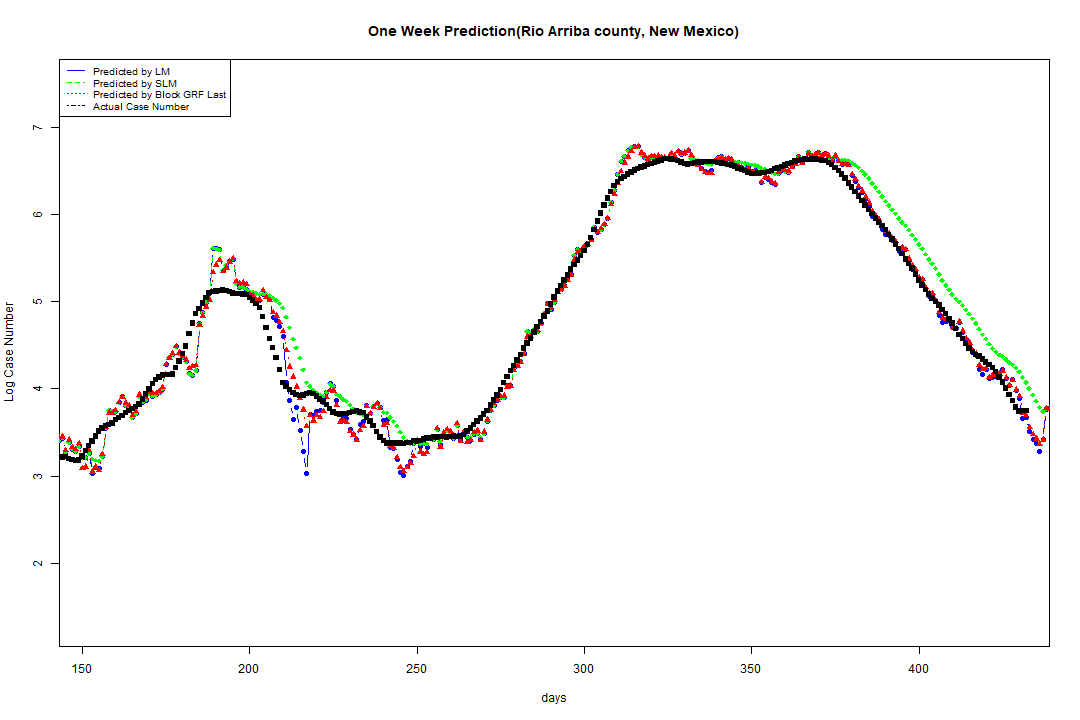 One Week Prediction(Rio Arriba county, New Mexico)
Predicted by LM
Predicted by SLM
Predicted by Block GRF Last
Actual Case Number
Log Case Number
7
6
5
4
3
2
150 200 250 300 350 400
days